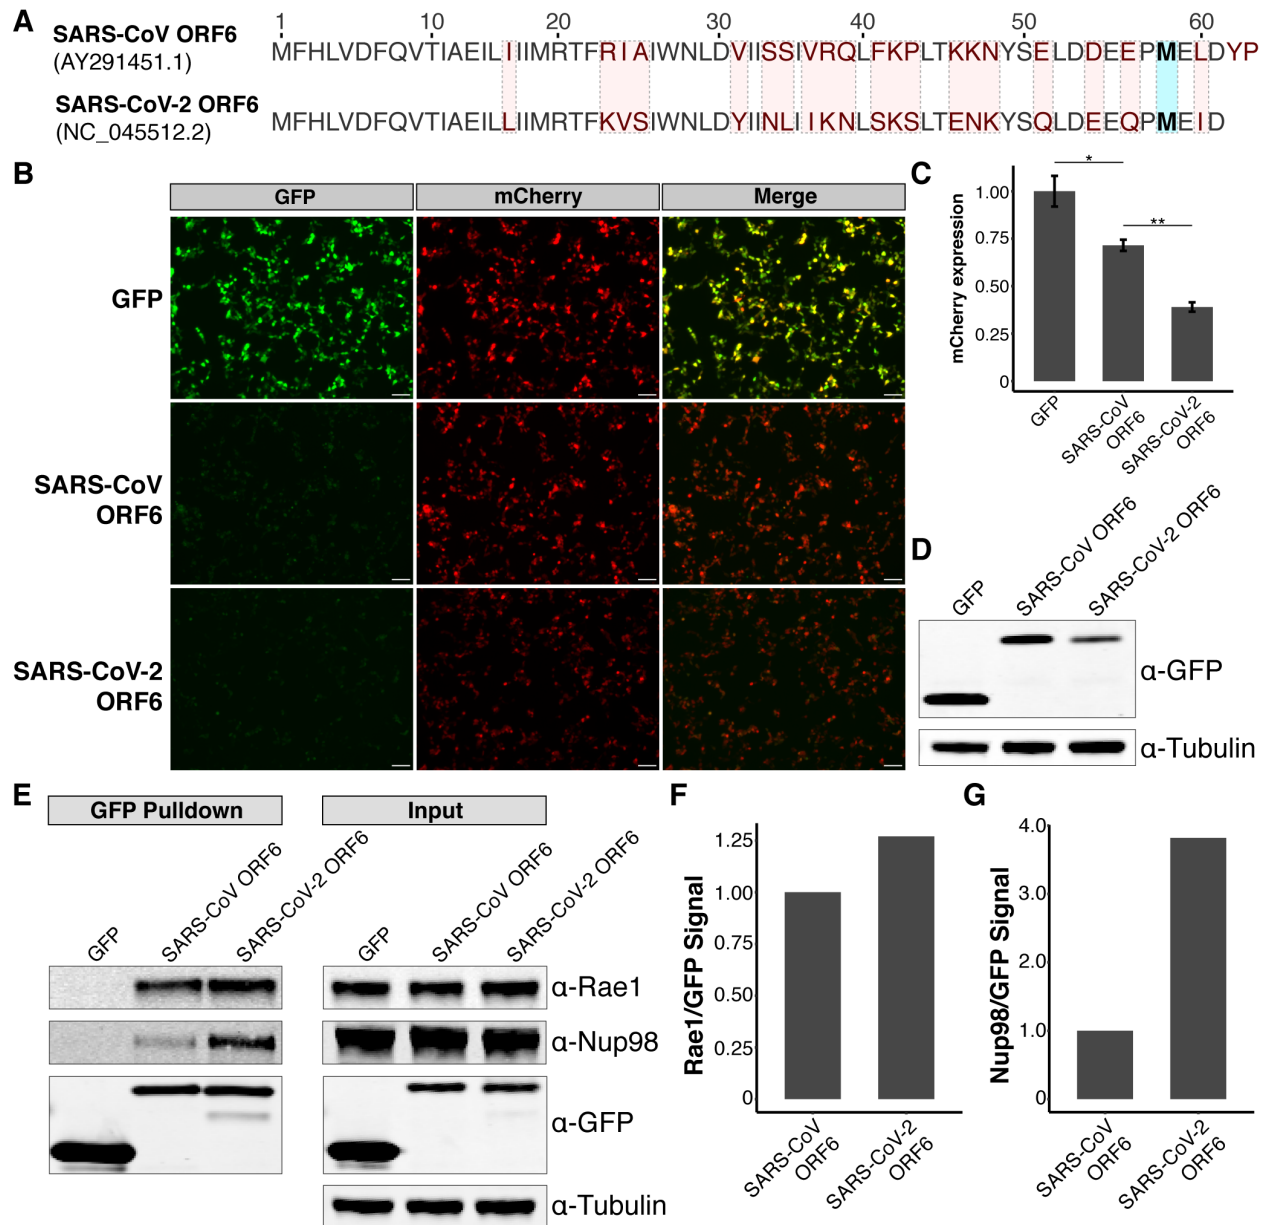 A
1 10 20 30 40 50 60
SARS-CoV ORF6
(AY291451.1)
MFHLVDFQVTIAEILIIIMRTFRIAIWNLDVIISSIVRQLFKPLTKKNYSELDDEEPMELDYP
SARS-CoV-2 ORF6
(NC_045512.2)
MFHLVDFQVTIAEILLIIMRTFKVSIWNLDYIINLIIKNLSKSLTENKYSQLDEEQPMEID
B
GFP mCherry Merge
GFP
SARS-CoV
ORF6
SARS-CoV-2
ORF6
C
mCherry expression
1.00
0.75
0.50
0.25
0
*
**
GFP
SARS-CoV
ORF6
SARS-CoV-2
ORF6
D
GFP
SARS-CoV ORF6
SARS-CoV-2 ORF6
α-GFP
α-Tubulin
E
GFP Pulldown Input
GFP
SARS-CoV ORF6
SARS-CoV-2 ORF6
GFP
SARS-CoV ORF6
SARS-CoV-2 ORF6
α-Rae1
α-Nup98
α-GFP
α-Tubulin
F
Rae1/GFP Signal
1.25
1.00
0.75
0.50
0.25
0
SARS-CoV
ORF6
SARS-CoV-2
ORF6
G
Nup98/GFP Signal
4.0
3.0
2.0
1.0
0
SARS-CoV
ORF6
SARS-CoV-2
ORF6